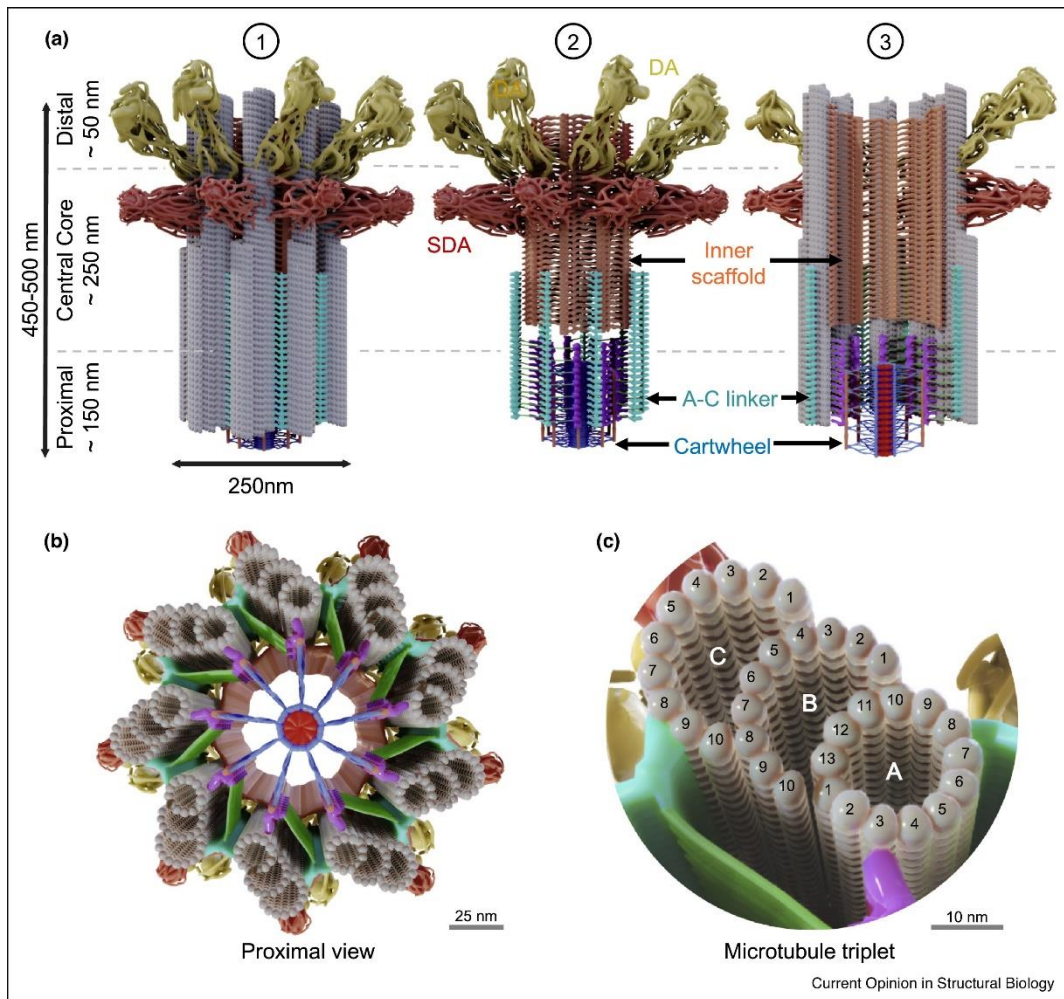 (a)
1
2
3
DA
DA
Distal
~ 50 nm
Central Core
~ 250 nm
Proximal
~ 150 nm
450-500 nm
SDA
Inner
scaffold
A-C linker
Cartwheel
250nm
(b)
25 nm
Proximal view
(c)
C
1
2
3
4
5
6
7
8
9
10
B
1
2
3
4
5
6
7
8
9
10
A
1
2
3
4
5
6
7
8
9
10
11
12
13
10 nm
Microtubule triplet
Current Opinion in Structural Biology